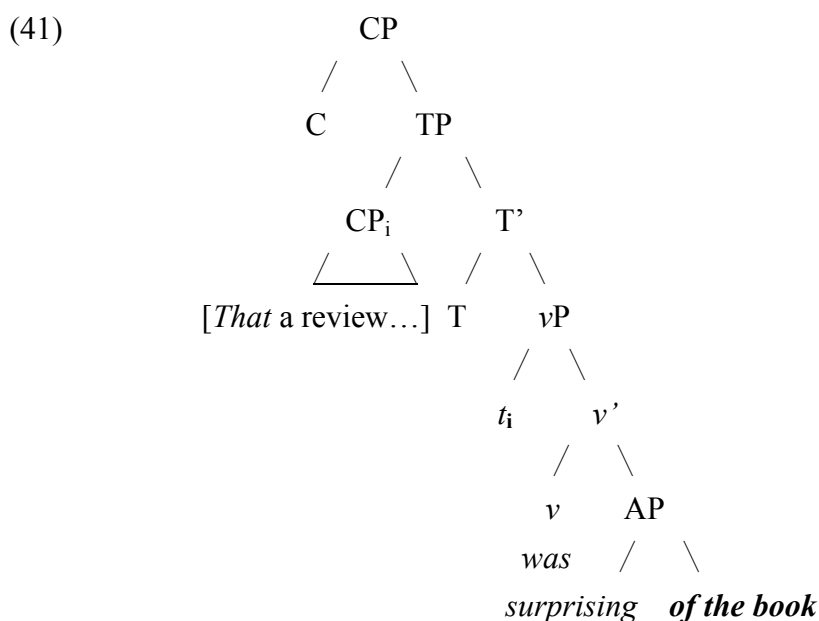 (41) CP
C TP
CPi T’
[That a review…] T vP
ti v’
v AP
was
surprising of the book